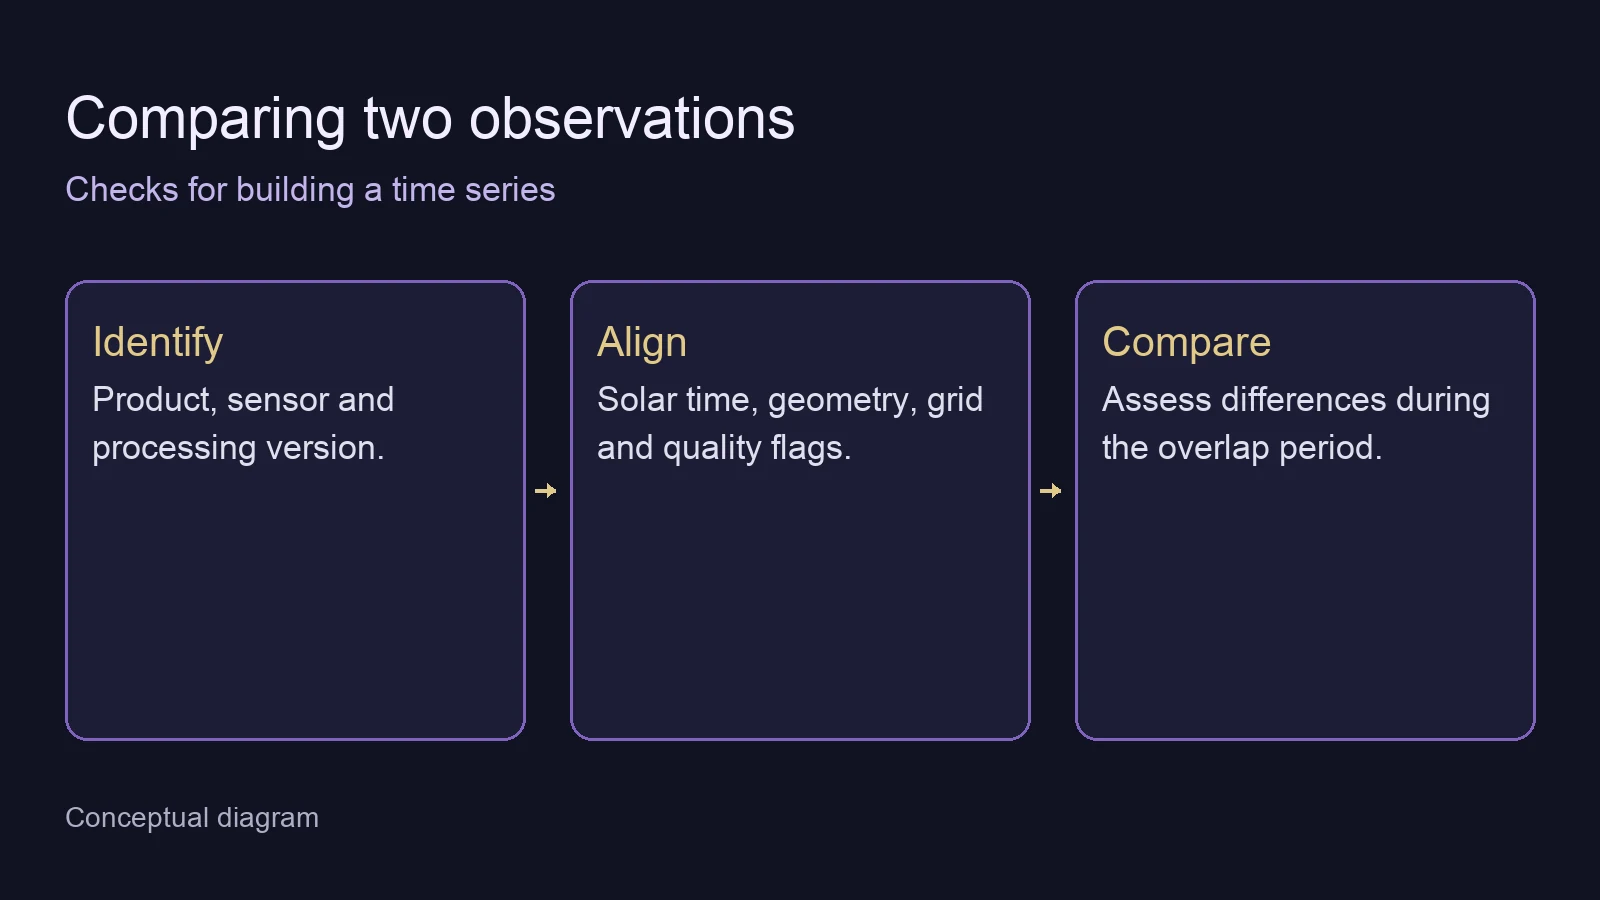 Comparing two observations
Checks for building a time series
Identify
Product, sensor and
processing version.
Align
Solar time, geometry, grid
and quality flags.
Compare
Assess differences during
the overlap period.
Conceptual diagram